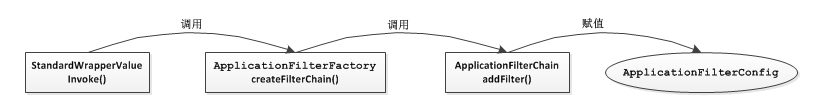 调用
调用
赋值
StandardWrapperValue
Invoke()
ApplicationFilterFactory
createFilterChain()
ApplicationFilterChain
addFilter()
ApplicationFilterConfig